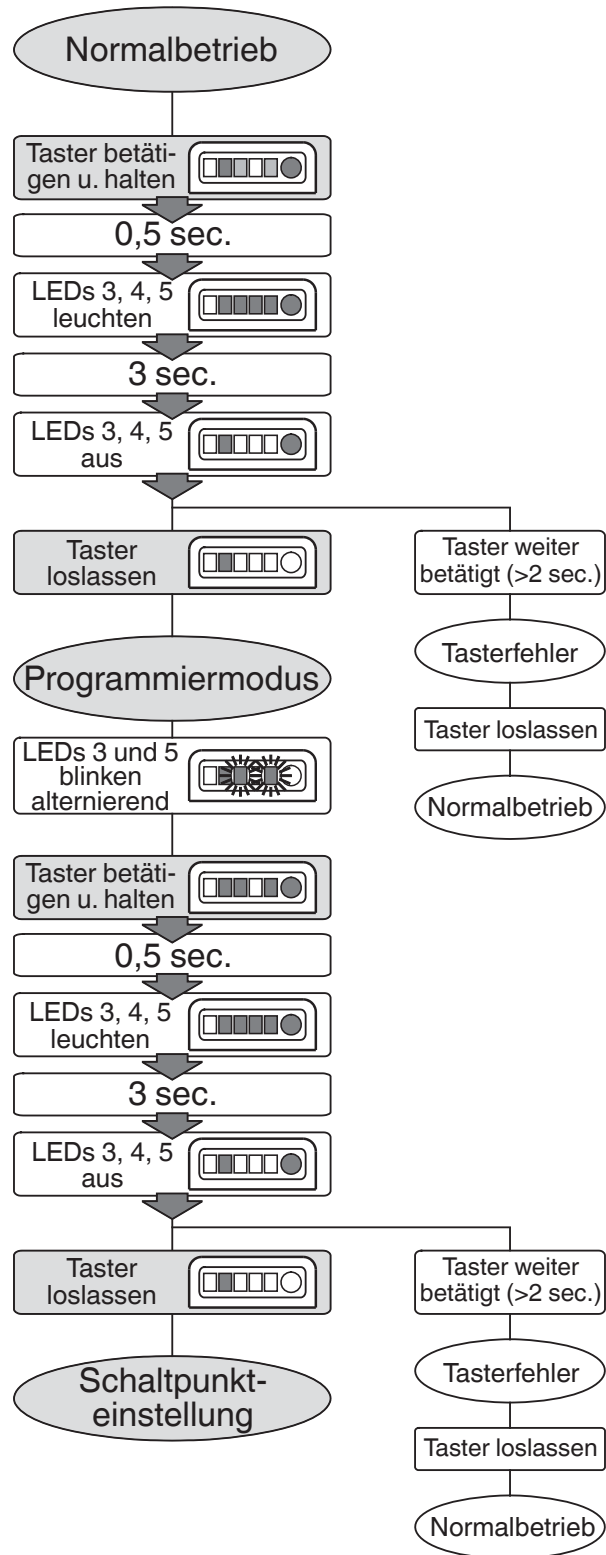 Normalbetrieb
Taster betäti-
gen u. halten
0,5 sec.
LEDs 3, 4, 5
leuchten
3 sec.
LEDs 3, 4, 5
aus
Taster
loslassen
Taster weiter
betätigt (>2 sec.)
Tasterfehler
Taster loslassen
Normalbetrieb
Programmiermodus
LEDs 3 und 5
blinken
alternierend
Taster betäti-
gen u. halten
0,5 sec.
LEDs 3, 4, 5
leuchten
3 sec.
LEDs 3, 4, 5
aus
Taster
loslassen
Schaltpunkt-
einstellung
Taster weiter
betätigt (>2 sec.)
Tasterfehler
Taster loslassen
Normalbetrieb